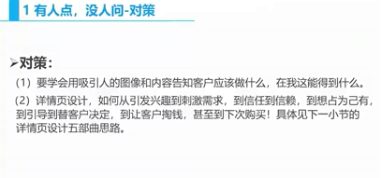 1 有人点，没人问-对策
➢对策：
（1）要学会用吸引人的图像和内容告知客户应该做什么，在我这能得到什么。
（2）详情页设计，如何从引发兴趣到刺激需求，到信任到信赖，到想占为己有，
到引导到替客户决定，到让客户掏钱，甚至到下次购买！具体见下一小节的
详情页设计五部曲思路。